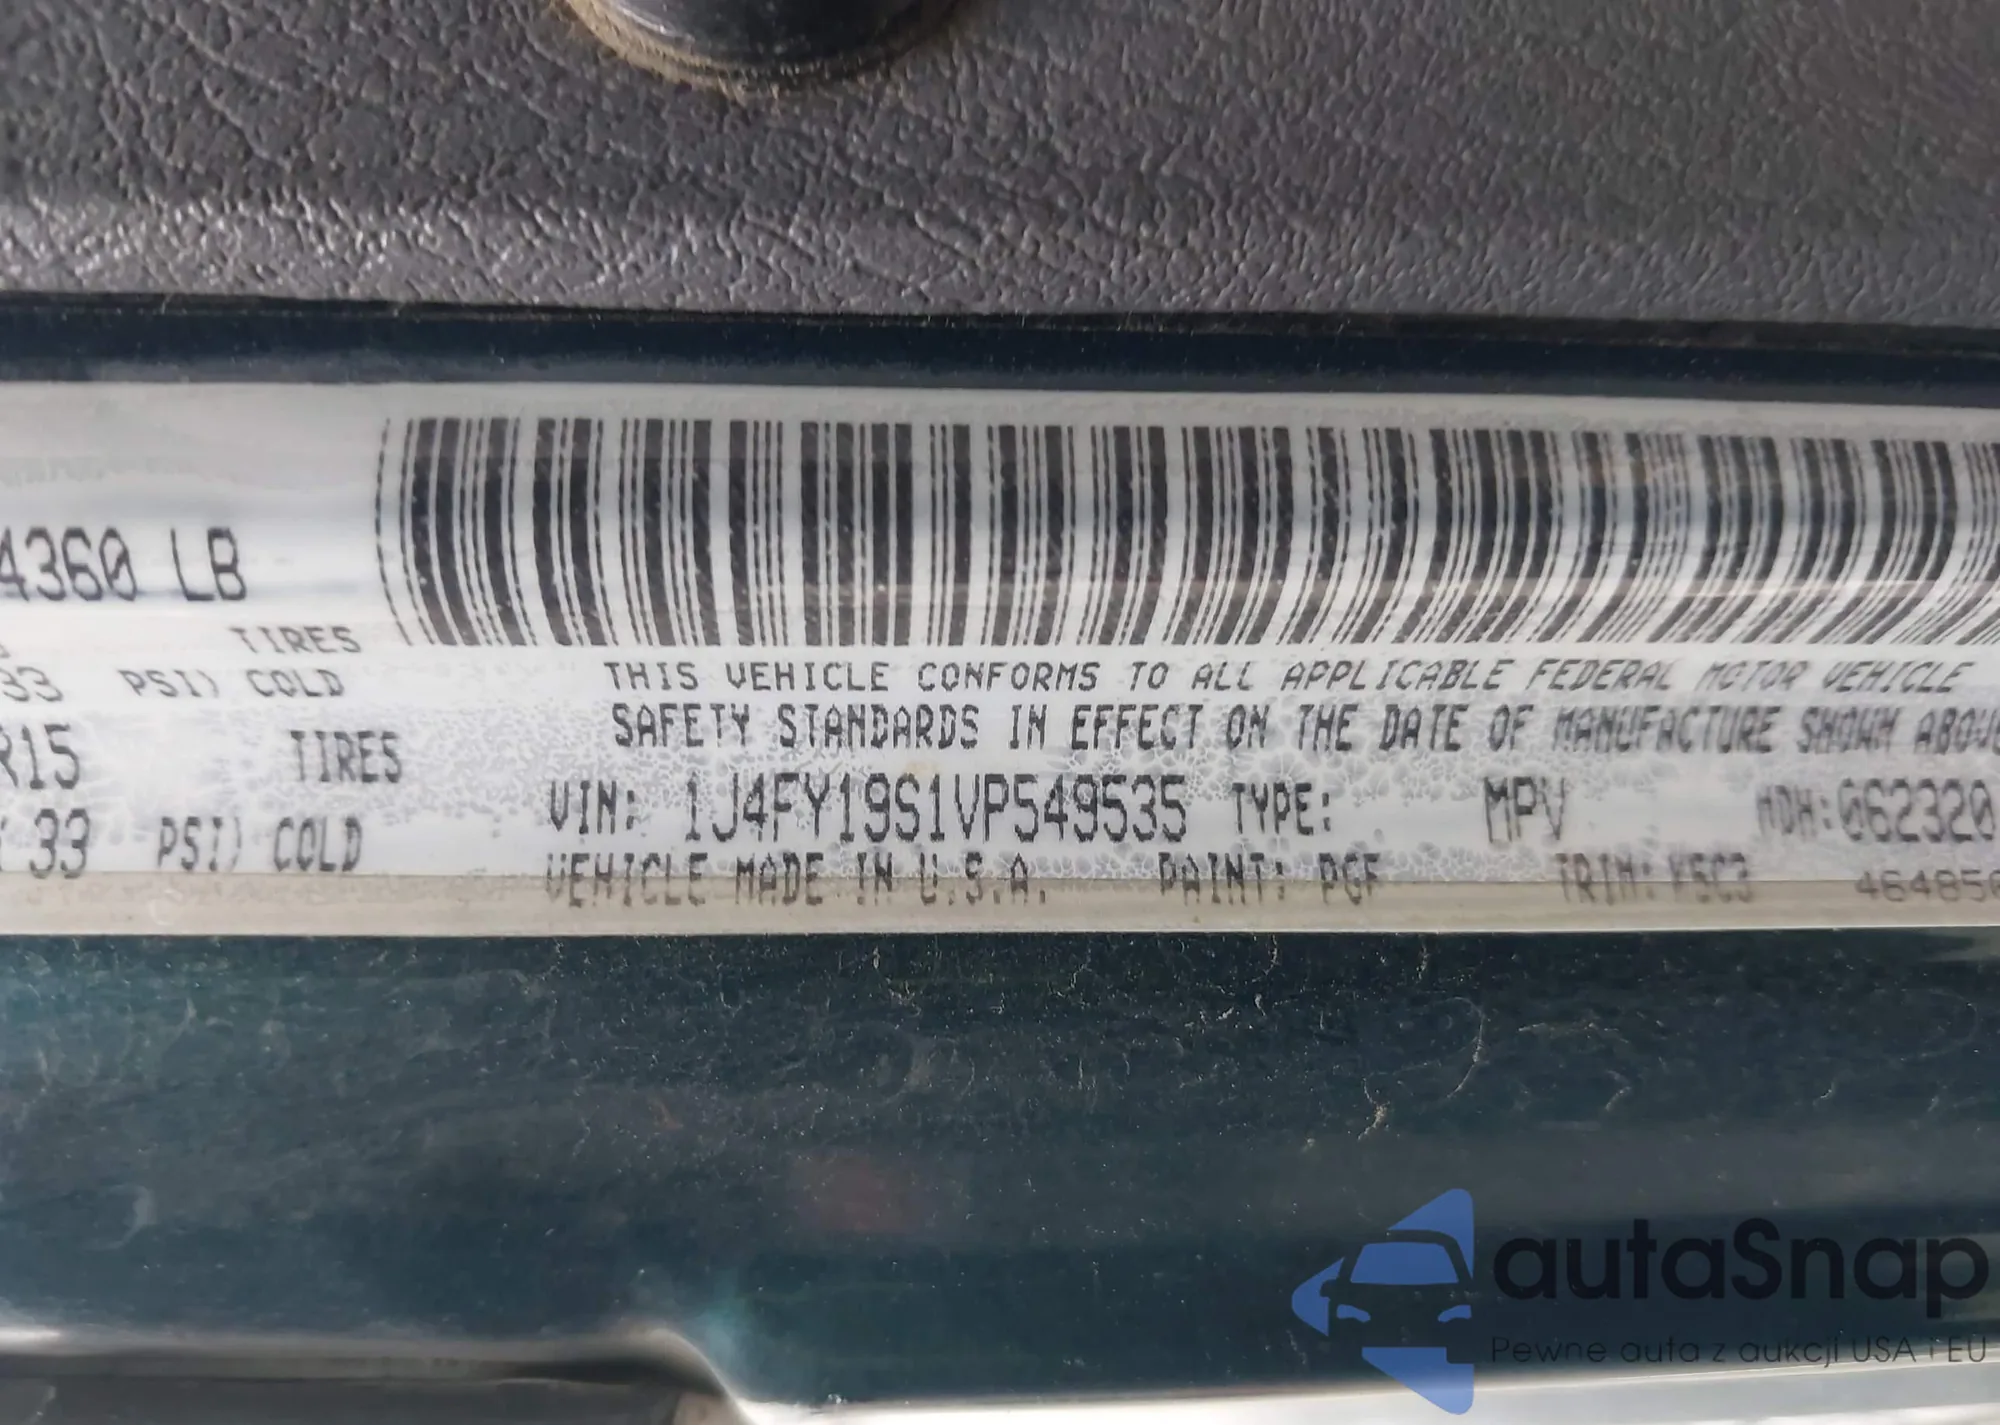 4360 LB
TIRES
33 PSI) COLD
THIS VEHICLE CONFORMS TO ALL APPLICABLE FEDERAL MOTOR VEHICLE
R15 TIRES
SAFETY STANDARDS IN EFFECT ON THE DATE OF MANUFACTURE SHOWN ABOVE
VIN: 1J4FY19S1VP549535 TYPE: MPV MDH:062320
33 PSI) COLD
VEHICLE MADE IN U.S.A. PAINT: PGF TRIM: 464850
autaSnap
Pewne auta z aukcji USA i EU